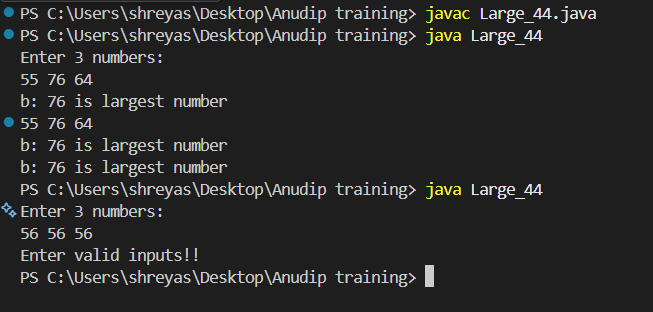 PS C:\Users\shreyas\Desktop\Anudip training> javac Large_44.java
PS C:\Users\shreyas\Desktop\Anudip training> java Large_44
Enter 3 numbers:
55 76 64
b: 76 is largest number
55 76 64
b: 76 is largest number
b: 76 is largest number
PS C:\Users\shreyas\Desktop\Anudip training> java Large_44
Enter 3 numbers:
56 56 56
Enter valid inputs!!
PS C:\Users\shreyas\Desktop\Anudip training>